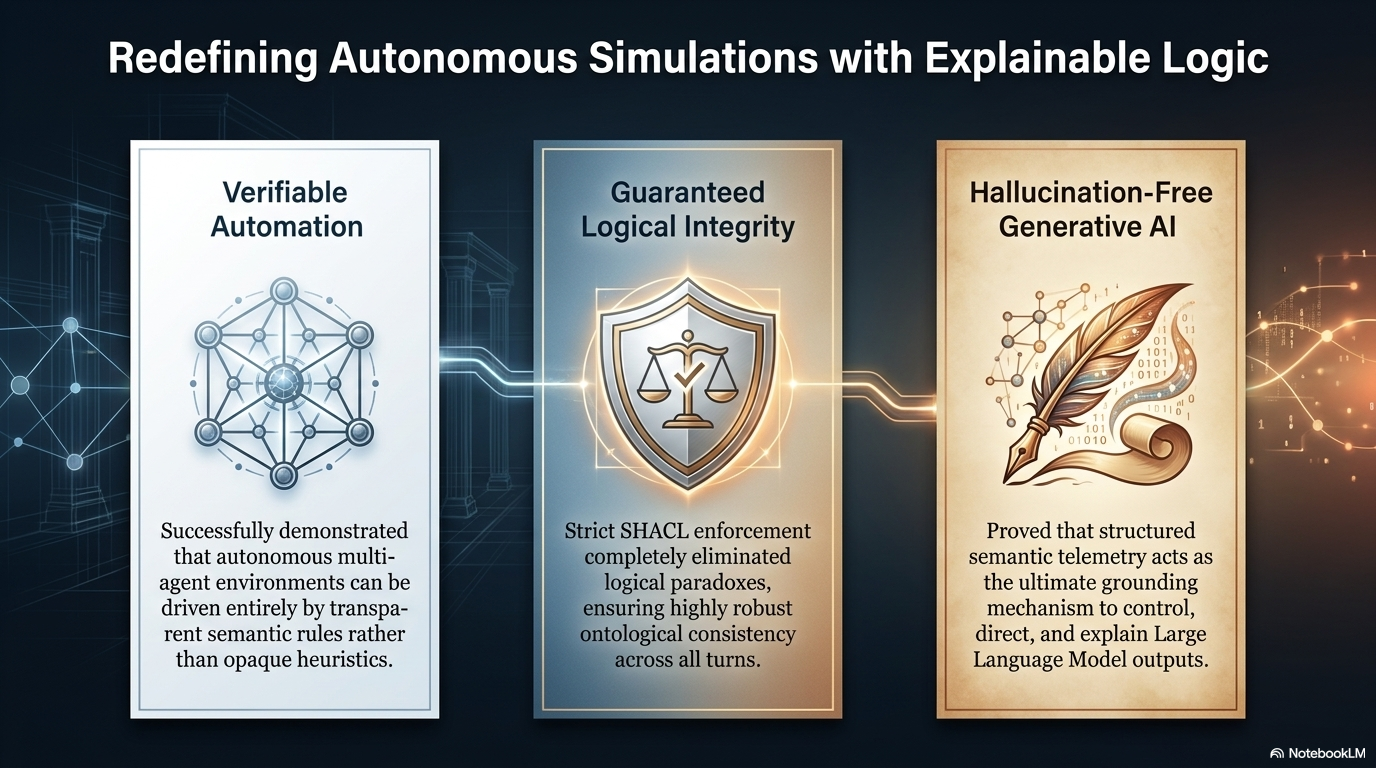 Redefining Autonomous Simulations with Explainable Logic
Verifiable
Automation
Successfully demonstrated
that autonomous multi-
agent environments can be
driven entirely by transpa-
rent semantic rules rather
than opaque heuristics.
Guaranteed
Logical Integrity
Strict SHACL enforcement
completely eliminated
logical paradoxes,
ensuring highly robust
ontological consistency
across all turns.
Hallucination-Free
Generative AI
Proved that structured
semantic telemetry acts as
the ultimate grounding
mechanism to control,
direct, and explain Large
Language Model outputs.
NotebookLM